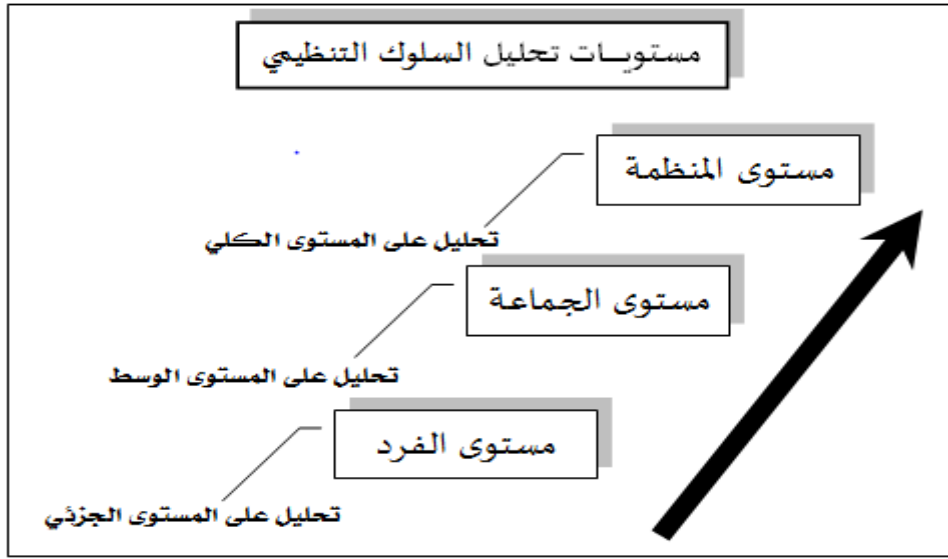 مستويــات تحليل السلوك التنظيمي
مستوى المنظمة
تحليل على المستوى الكلي
مستوى الجماعة
تحليل على المستوى الوسط
مستوى الفرد
تحليل على المستوى الجزئي